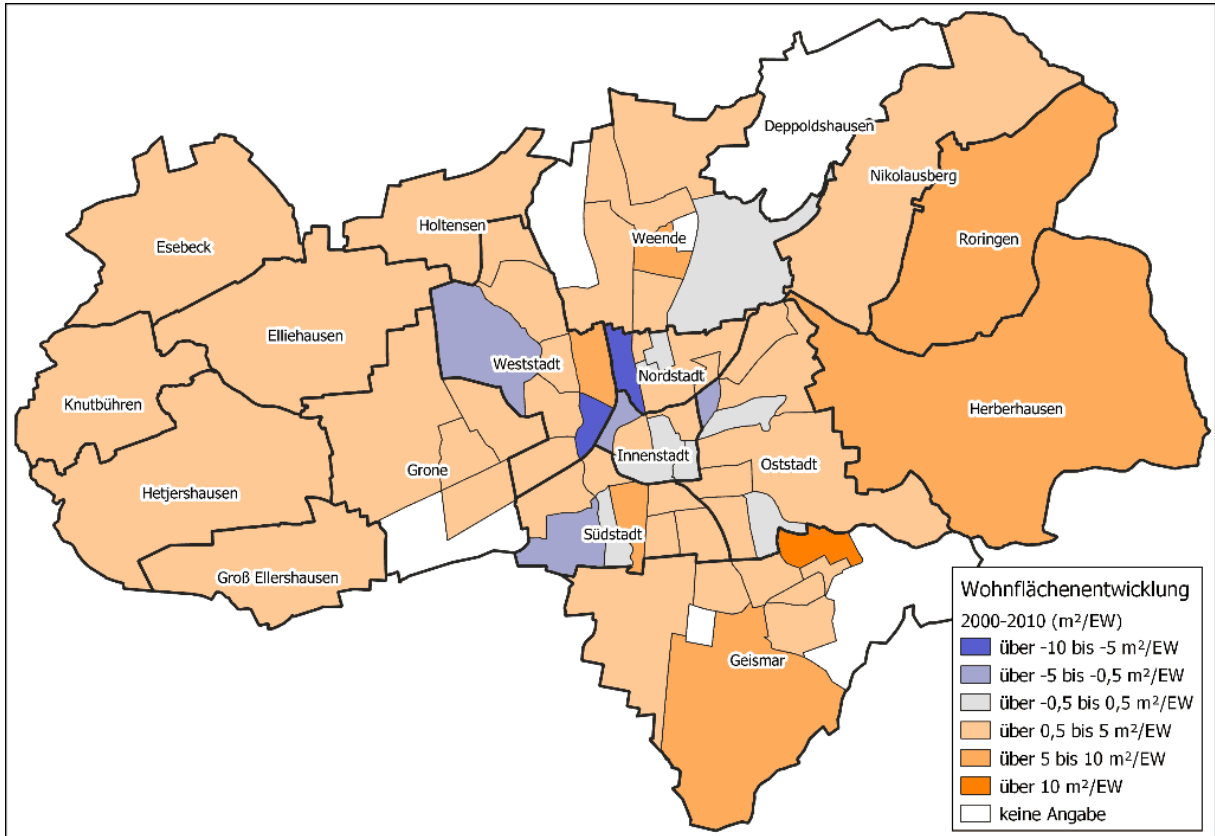 Deppoldshausen
Nikolausberg
Holtensen
Weende
Roringen
Esebeck
Elliehausen
Weststadt
Nordstadt
Knutbühren
Herberhausen
Innenstadt
Oststadt
Grone
Hetjershausen
Südstadt
Groß Ellershausen
Geismar
Wohnflächenentwicklung
2000-2010 (m²/EW)
über -10 bis -5 m²/EW
über -5 bis -0,5 m²/EW
über -0,5 bis 0,5 m²/EW
über 0,5 bis 5 m²/EW
über 5 bis 10 m²/EW
über 10 m²/EW
keine Angabe